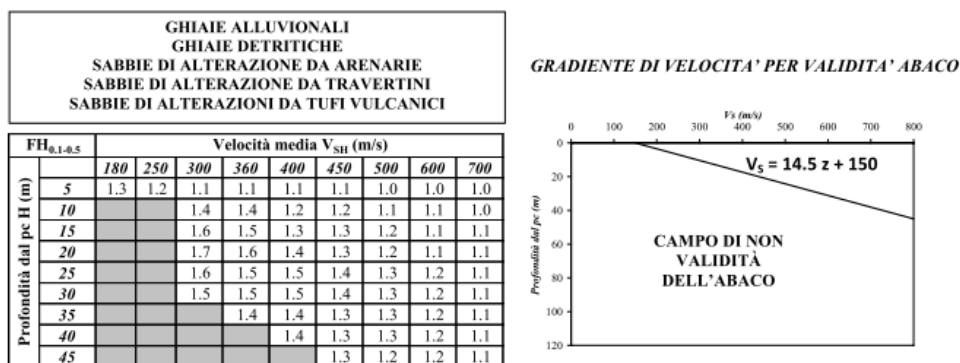 GHIAIE ALLUVIONALI
GHIAIE DETRITICHE
SABBIE DI ALTERAZIONE DA ARENARIE
SABBIE DI ALTERAZIONE DA TRAVERTINI
SABBIE DI ALTERAZIONI DA TUFI VULCANICI
FH0.1-0.5 Velocità media VSH (m/s)
180 250 300 360 400 450 500 600 700
Profondità dal pc H (m)
5 1.3 1.2 1.1 1.1 1.1 1.1 1.0 1.0 1.0
10 1.4 1.4 1.2 1.2 1.1 1.1 1.0
15 1.6 1.5 1.3 1.3 1.2 1.1 1.1
20 1.7 1.6 1.4 1.3 1.2 1.1 1.1
25 1.6 1.5 1.5 1.4 1.3 1.2 1.1
30 1.5 1.5 1.5 1.4 1.3 1.2 1.1
35 1.4 1.4 1.3 1.3 1.2 1.1
40 1.4 1.3 1.3 1.2 1.1
45 1.3 1.2 1.2 1.1
GRADIENTE DI VELOCITA' PER VALIDITA' ABACO
Vs (m/s)
0 100 200 300 400 500 600 700 800
0
20
40
60
80
100
120
Profondità dal pc (m)
VS = 14.5 z + 150
CAMPO DI NON
VALIDITÀ
DELL'ABACO